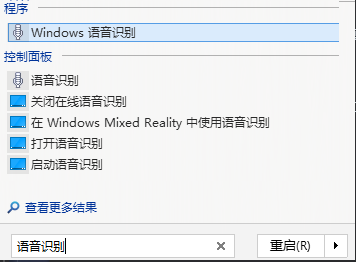 程序
Windows 语音识别
控制面板
语音识别
关闭在线语音识别
在 Windows Mixed Reality 中使用语音识别
打开语音识别
启动语音识别
查看更多结果
语音识别
重启(R)